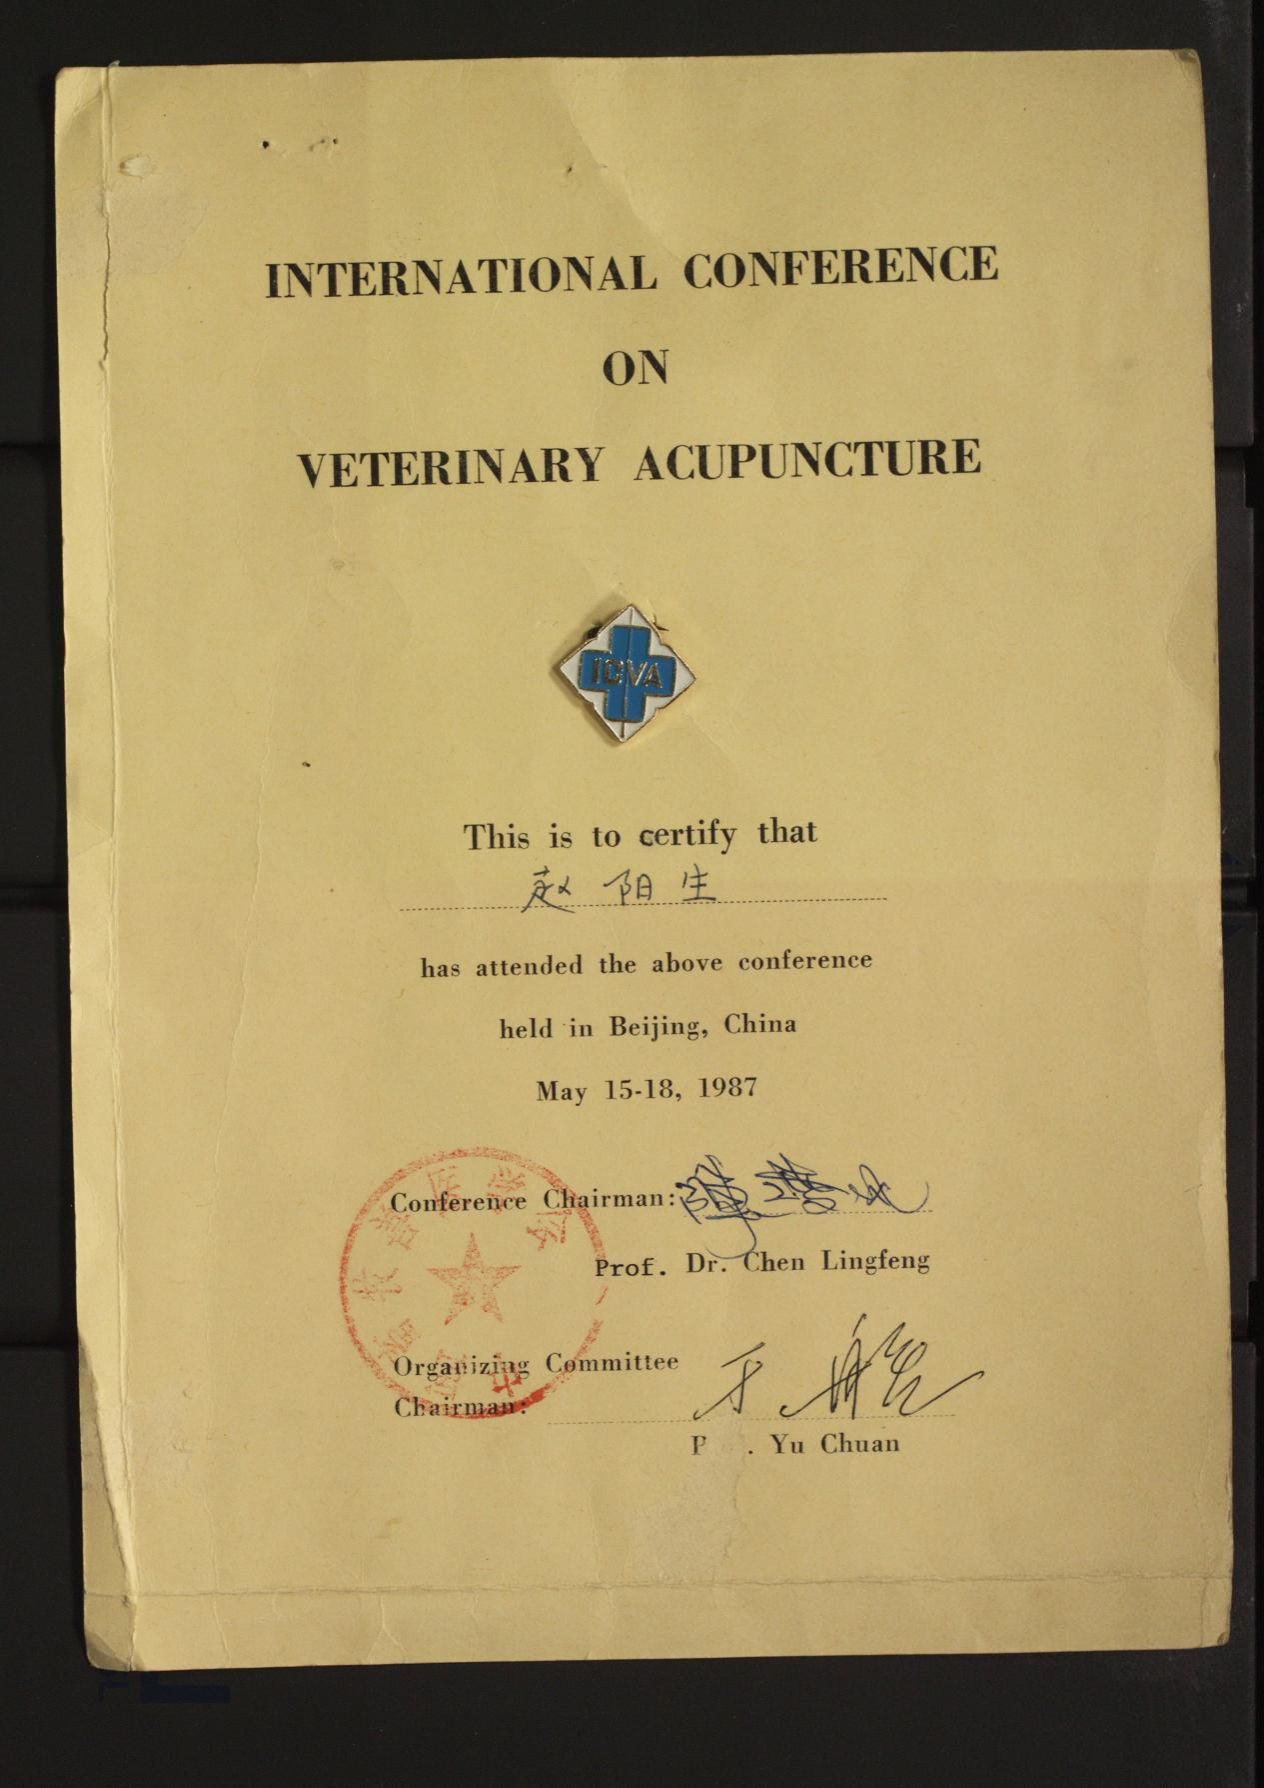 INTERNATIONAL CONFERENCE
ON
VETERINARY ACUPUNCTURE
ICVA
This is to certify that
赵阳生
has attended the above conference
held in Beijing, China
May 15-18, 1987
Conference Chairman:
Prof. Dr. Chen Lingfeng
Organizing Committee
Chairman:
P . Yu Chuan